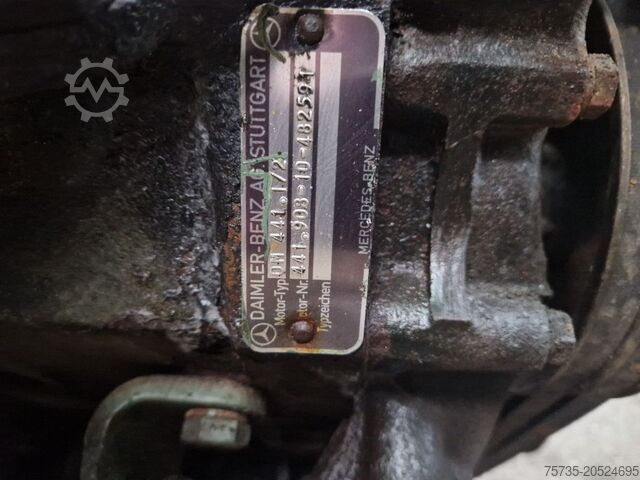 DAIMLER-BENZ AG STUTTGART
Motor-Typ OM 441.I/2
Motor-Nr. 441.903-10-482591
Typzeichen
MERCEDES-BENZ
75735-20524695